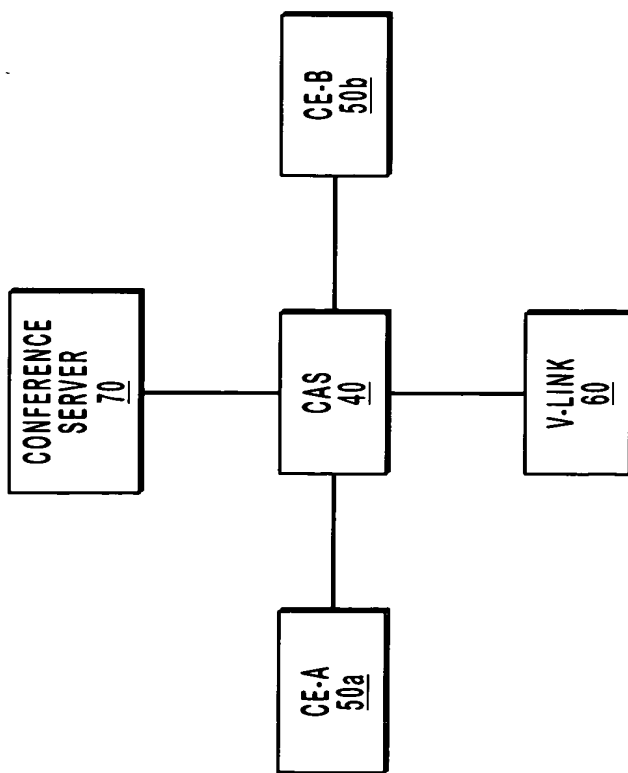 CONFERENCE
SERVER
70
CE-A
50a
CAS
40
CE-B
50b
V-LINK
60